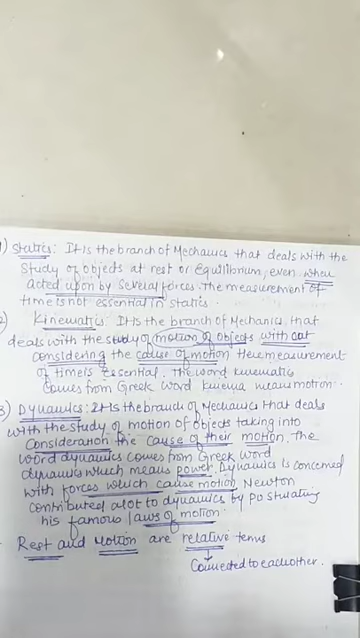 1) Statics: It is the branch of Mechanics that deals with the
study of objects at rest or Equilibrium, even when
acted upon by several forces. The measurement of
time is not essential in statics
Kinematics: It is the branch of Mechanics that
deals with the study of motion of objects with out
considering the cause of motion Here measurement
of time is Essential. The word kinematics
comes from Greek word kinema means motion.
3) Dynamics: It is the branch of Mechanics that deals
with the study of motion of objects taking into
consideration the cause of their motion. The
word dynamics comes from Greek word
dynamis which means power. Dynamics is concerned
with forces which cause motion Newton
contributed a lot to dynamics by postulating
his famous laws of motion.
Rest and Motion are relative terms
Connected to each other.